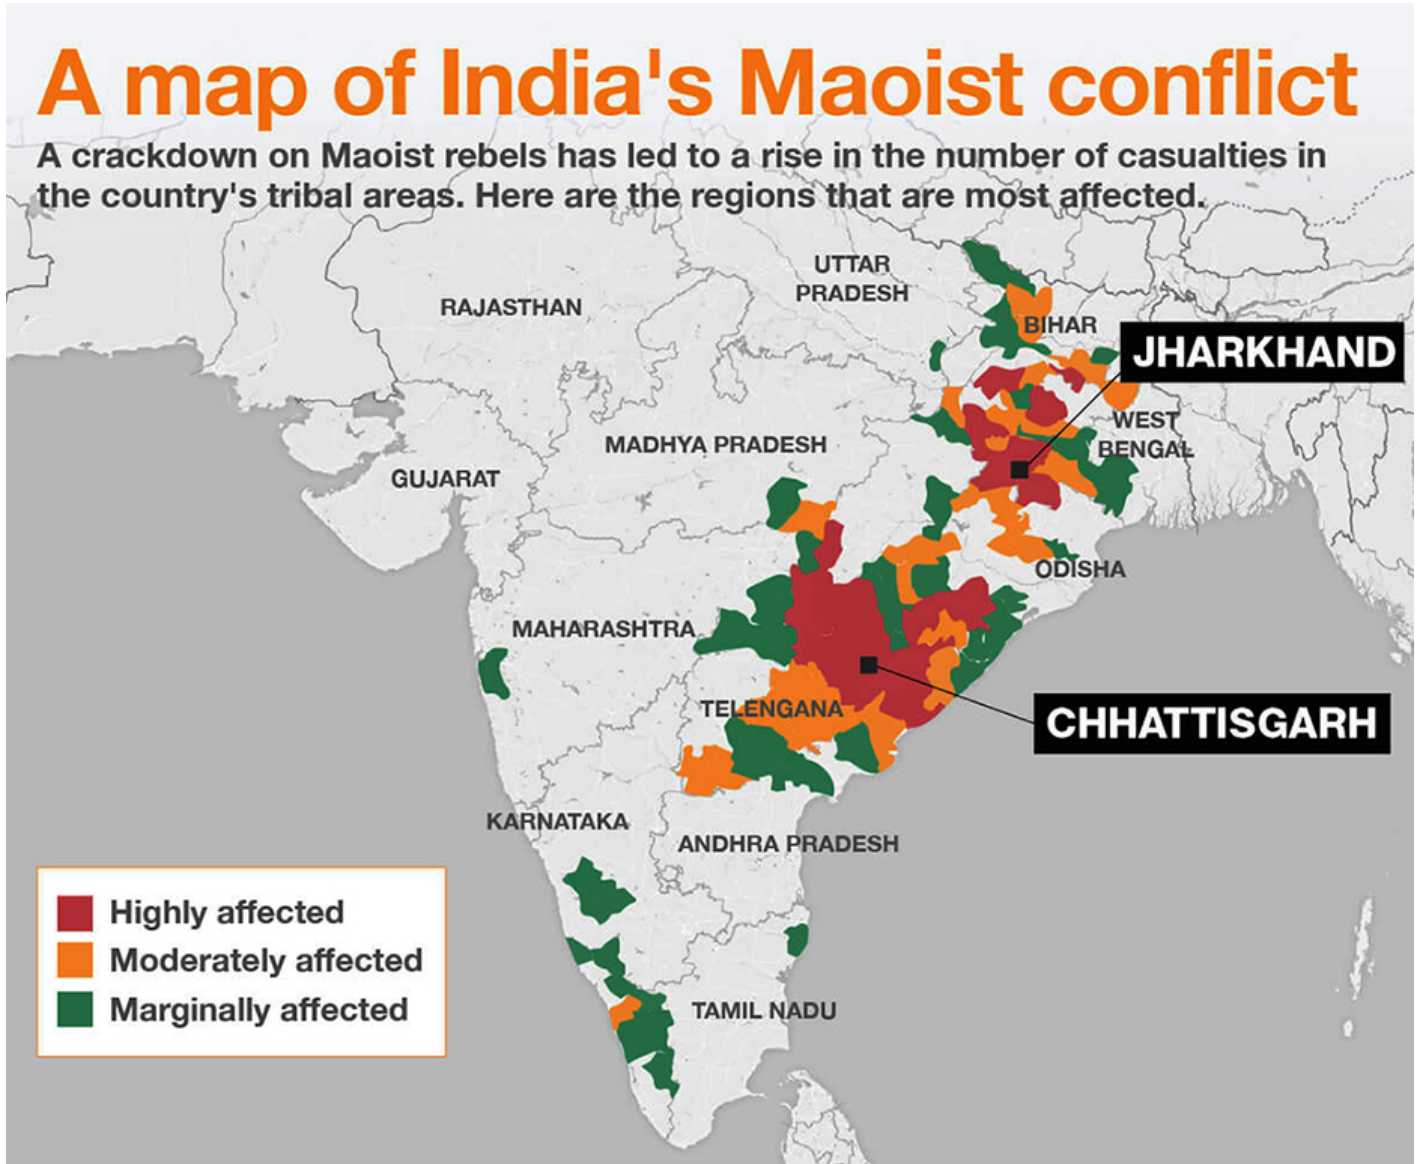 A map of India's Maoist conflict
A crackdown on Maoist rebels has led to a rise in the number of casualties in
the country's tribal areas. Here are the regions that are most affected.
UTTAR
PRADESH
RAJASTHAN
BIHAR
JHARKHAND
WEST
BENGAL
MADHYA PRADESH
GUJARAT
ODISHA
MAHARASHTRA
TELENGANA
CHHATTISGARH
KARNATAKA
ANDHRA PRADESH
Highly affected
Moderately affected
Marginally affected
TAMIL NADU